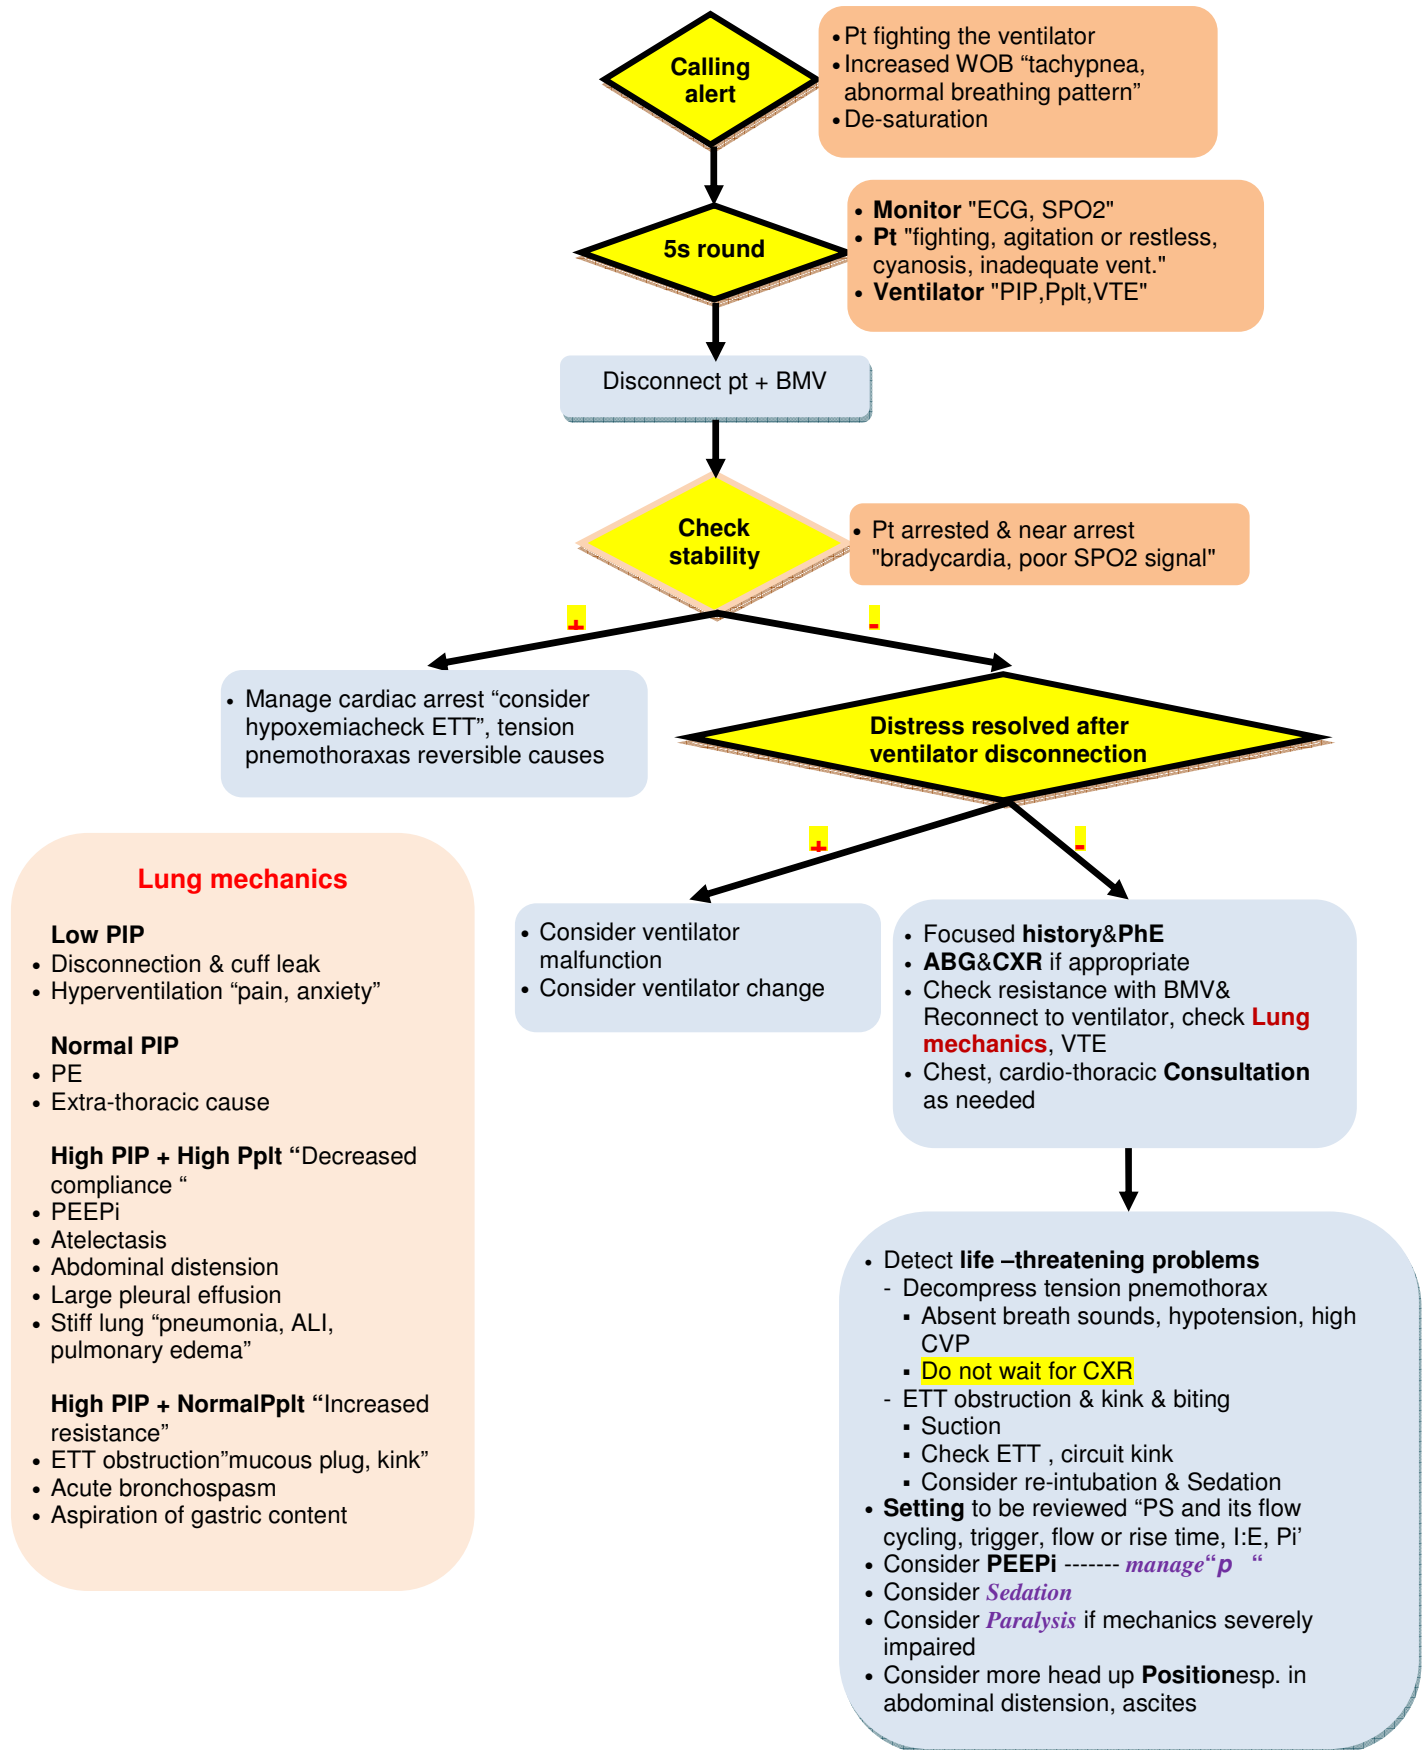 Calling
alert
• Pt fighting the ventilator
• Increased WOB “tachypnea,
abnormal breathing pattern”
• De-saturation
5s round
• Monitor "ECG, SPO2"
• Pt "fighting, agitation or restless,
cyanosis, inadequate vent."
• Ventilator "PIP,Pplt,VTE"
Disconnect pt + BMV
Check
stability
• Pt arrested & near arrest
"bradycardia, poor SPO2 signal"
+
-
• Manage cardiac arrest “consider
hypoxemiacheck ETT”, tension
pnemothoraxas reversible causes
Distress resolved after
ventilator disconnection
+
-
• Consider ventilator
malfunction
• Consider ventilator change
• Focused history&PhE
• ABG&CXR if appropriate
• Check resistance with BMV&
Reconnect to ventilator, check Lung
mechanics, VTE
• Chest, cardio-thoracic Consultation
as needed
Lung mechanics
Low PIP
• Disconnection & cuff leak
• Hyperventilation “pain, anxiety”
Normal PIP
• PE
• Extra-thoracic cause
High PIP + High Pplt “Decreased
compliance “
• PEEPi
• Atelectasis
• Abdominal distension
• Large pleural effusion
• Stiff lung “pneumonia, ALI,
pulmonary edema”
High PIP + NormalPplt “Increased
resistance”
• ETT obstruction”mucous plug, kink”
• Acute bronchospasm
• Aspiration of gastric content
• Detect life –threatening problems
- Decompress tension pnemothorax
▪ Absent breath sounds, hypotension, high
CVP
▪ Do not wait for CXR
- ETT obstruction & kink & biting
▪ Suction
▪ Check ETT , circuit kink
▪ Consider re-intubation & Sedation
• Setting to be reviewed “PS and its flow
cycling, trigger, flow or rise time, I:E, Pi’
• Consider PEEPi ------- manage“p “
• Consider Sedation
• Consider Paralysis if mechanics severely
impaired
• Consider more head up Positionesp. in
abdominal distension, ascites